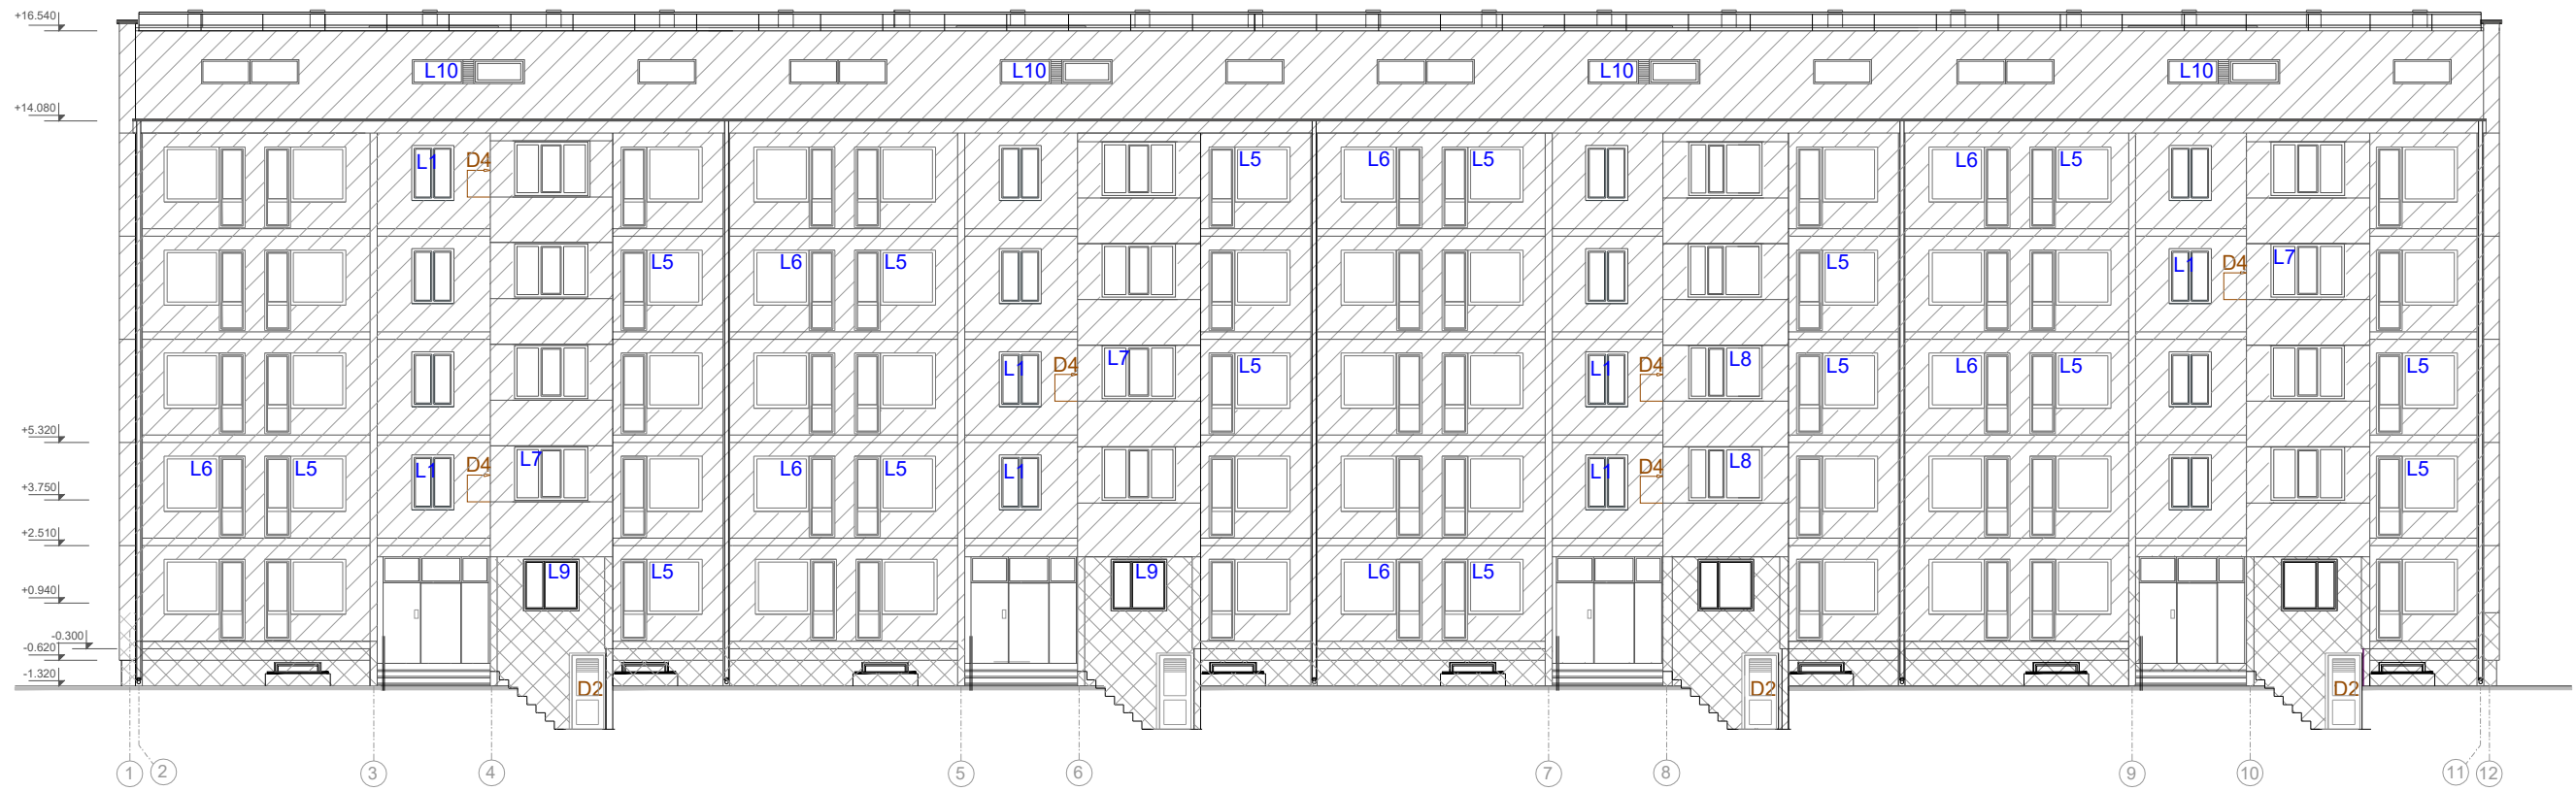 +16.540
L10 L10 L10 L10
+14.080
L1 D4 L5 L6 L5 L6 L5
L5 L6 L5 L5 L1 D4 L7
L1 D4 L7 L5 L1 D4 L8 L5 L6 L5 L5
+5.320
L6 L5 L1 D4 L7 L6 L5 L1 L1 D4 L8 L5
+3.750
+2.510
L9 L5 L9 L6 L5
+0.940
-0.300
-0.620
-1.320
D2 D2 D2
1 2 3 4 5 6 7 8 9 10 11 12